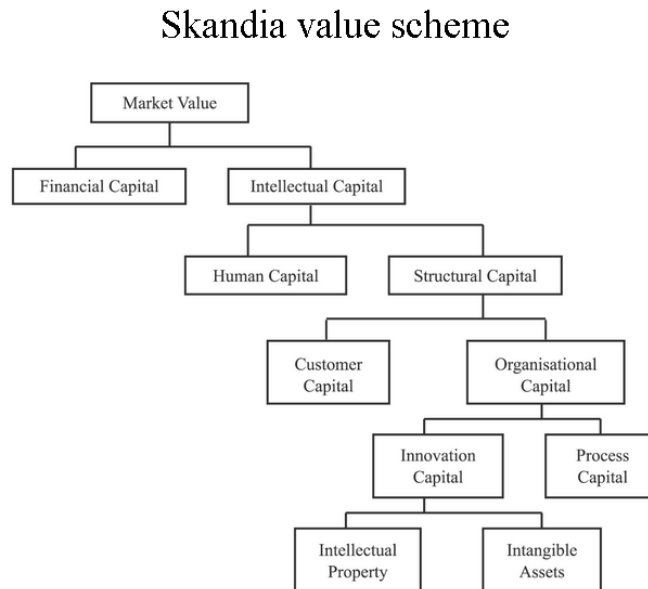 Skandia value scheme
Market Value
Financial Capital
Intellectual Capital
Human Capital
Structural Capital
Customer
Capital
Organisational
Capital
Innovation
Capital
Process
Capital
Intellectual
Property
Intangible
Assets